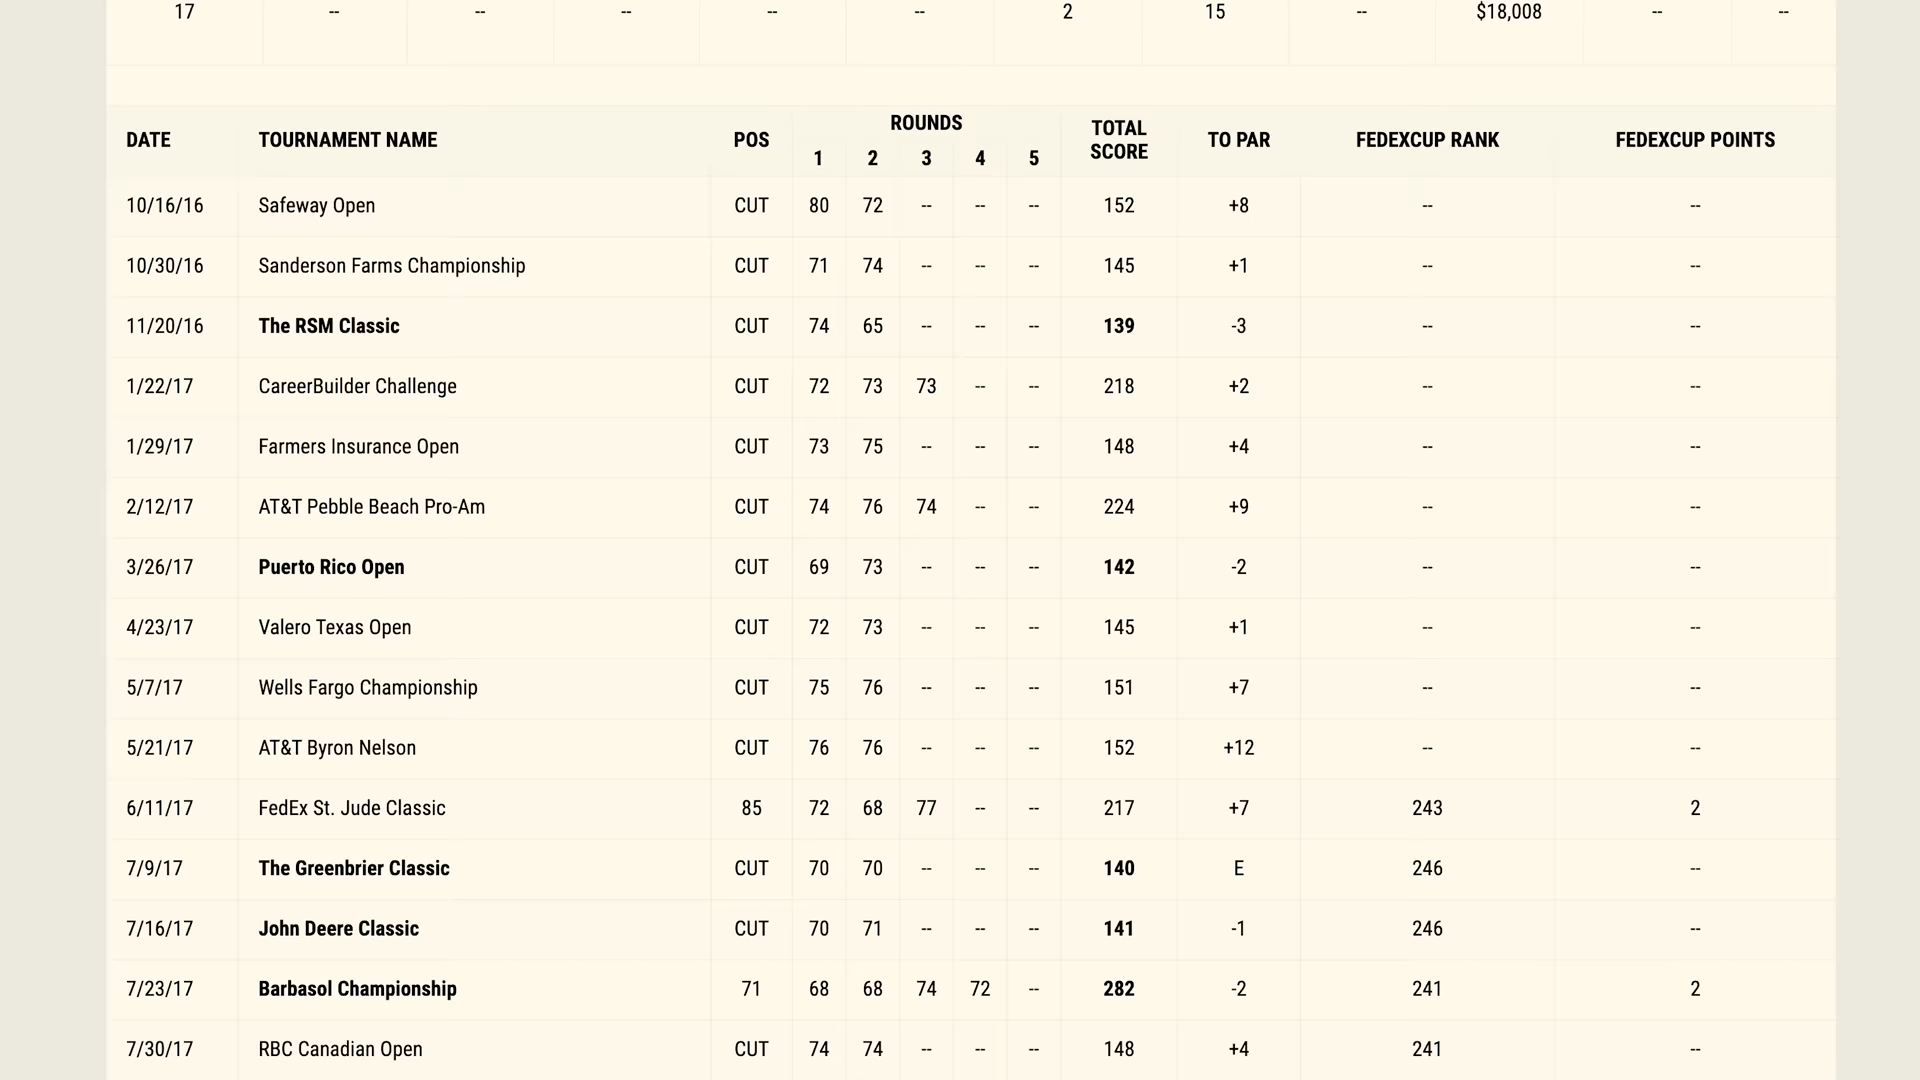 17 -- -- -- -- -- 2 15 -- $18,008 -- --
DATE TOURNAMENT NAME POS ROUNDS 1 2 3 4 5 TOTAL SCORE TO PAR FEDEXCUP RANK FEDEXCUP POINTS
10/16/16 Safeway Open CUT 80 72 -- -- -- 152 +8 -- --
10/30/16 Sanderson Farms Championship CUT 71 74 -- -- -- 145 +1 -- --
11/20/16 The RSM Classic CUT 74 65 -- -- -- 139 -3 -- --
1/22/17 CareerBuilder Challenge CUT 72 73 73 -- -- 218 +2 -- --
1/29/17 Farmers Insurance Open CUT 73 75 -- -- -- 148 +4 -- --
2/12/17 AT&T Pebble Beach Pro-Am CUT 74 76 74 -- -- 224 +9 -- --
3/26/17 Puerto Rico Open CUT 69 73 -- -- -- 142 -2 -- --
4/23/17 Valero Texas Open CUT 72 73 -- -- -- 145 +1 -- --
5/7/17 Wells Fargo Championship CUT 75 76 -- -- -- 151 +7 -- --
5/21/17 AT&T Byron Nelson CUT 76 76 -- -- -- 152 +12 -- --
6/11/17 FedEx St. Jude Classic 85 72 68 77 -- -- 217 +7 243 2
7/9/17 The Greenbrier Classic CUT 70 70 -- -- -- 140 E 246 --
7/16/17 John Deere Classic CUT 70 71 -- -- -- 141 -1 246 --
7/23/17 Barbasol Championship 71 68 68 74 72 -- 282 -2 241 2
7/30/17 RBC Canadian Open CUT 74 74 -- -- -- 148 +4 241 --